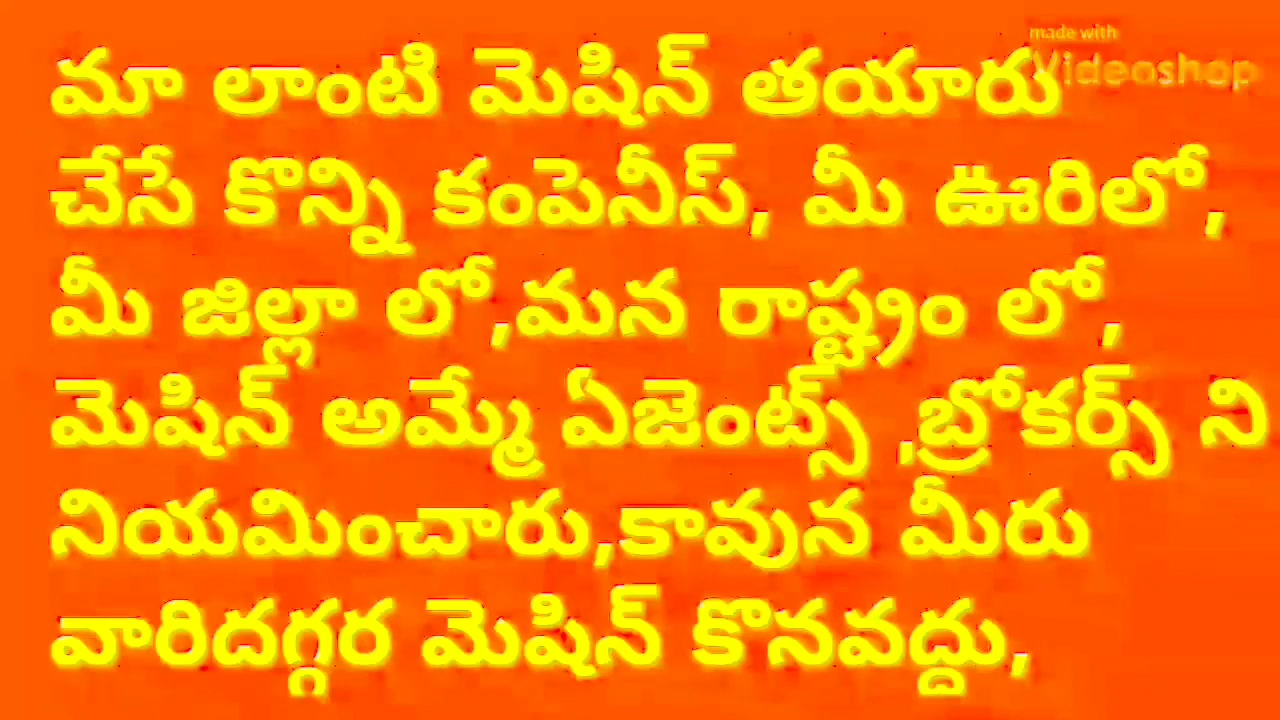 made with
Videoshop
మా లాంటి మెషిన్ తయారు
చేసే కొన్ని కంపెనీస్, మీ ఊరిలో,
మీ జిల్లా లో,మన రాష్ట్రం లో,
మెషిన్ అమ్మే ఏజెంట్స్ ,బ్రోకర్స్ ని
నియమించారు,కావున మీరు
వారిదగ్గర మెషిన్ కొనవద్దు,